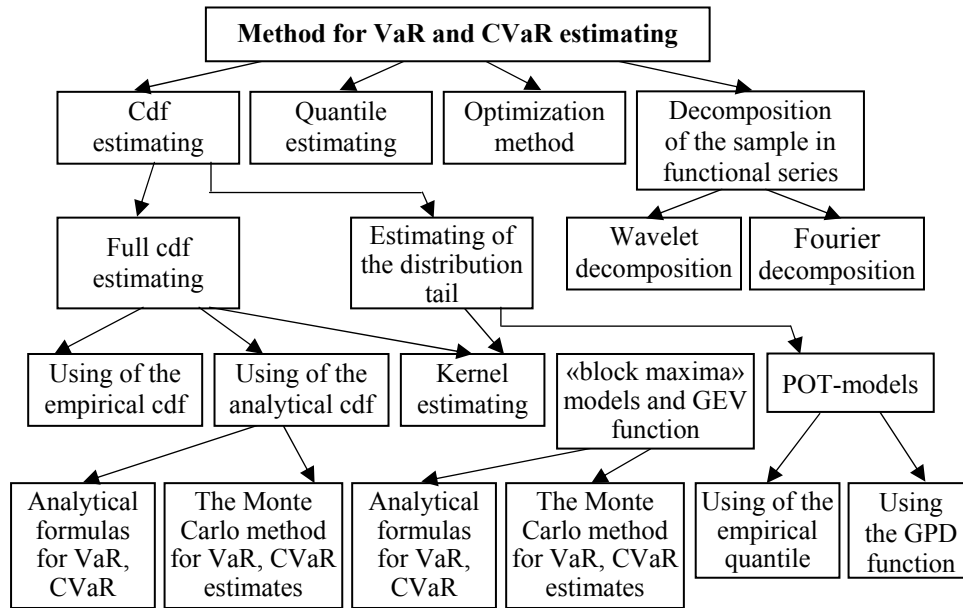 Method for VaR and CVaR estimating
Cdf
estimating
Quantile
estimating
Optimization
method
Decomposition
of the sample in
functional series
Full cdf
estimating
Estimating of
the distribution
tail
Wavelet
decomposition
Fourier
decomposition
Using of the
empirical cdf
Using of the
analytical cdf
Kernel
estimating
«block maxima»
models and GEV
function
POT-models
Analytical
formulas
for VaR,
CVaR
The Monte
Carlo method
for VaR, CVaR
estimates
Analytical
formulas for
VaR,
CVaR
The Monte
Carlo method for
VaR, CVaR
estimates
Using of the
empirical
quantile
Using
the GPD
function